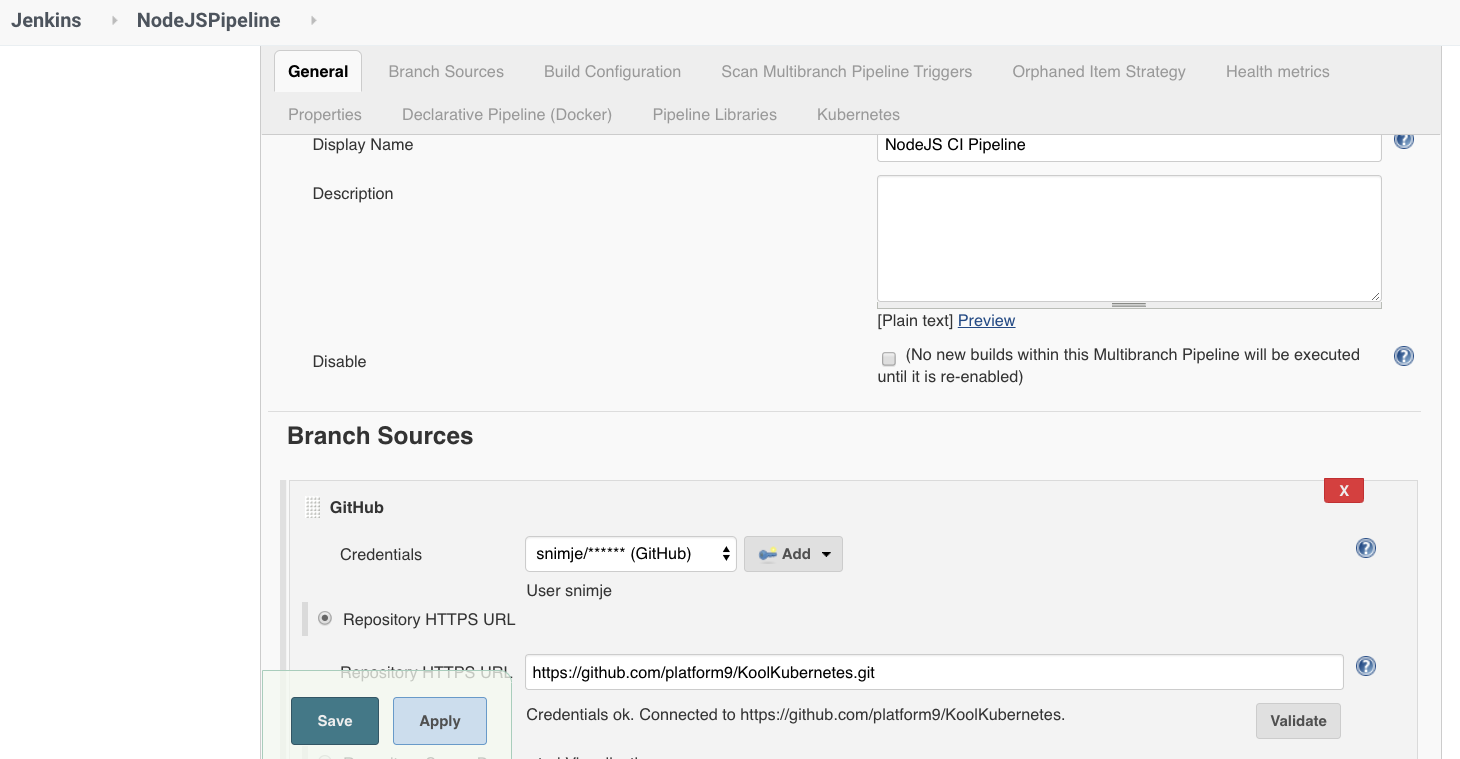 Jenkins NodeJSPipeline
General Branch Sources Build Configuration Scan Multibranch Pipeline Triggers Orphaned Item Strategy Health metrics
Properties Declarative Pipeline (Docker) Pipeline Libraries Kubernetes
Display Name NodeJS CI Pipeline
Description
[Plain text] Preview
Disable (No new builds within this Multibranch Pipeline will be executed
until it is re-enabled)
Branch Sources
X
GitHub
Credentials snimje/****** (GitHub) Add
User snimje
Repository HTTPS URL
Repository HTTPS URL https://github.com/platform9/KoolKubernetes.git
Save Apply Credentials ok. Connected to https://github.com/platform9/KoolKubernetes. Validate